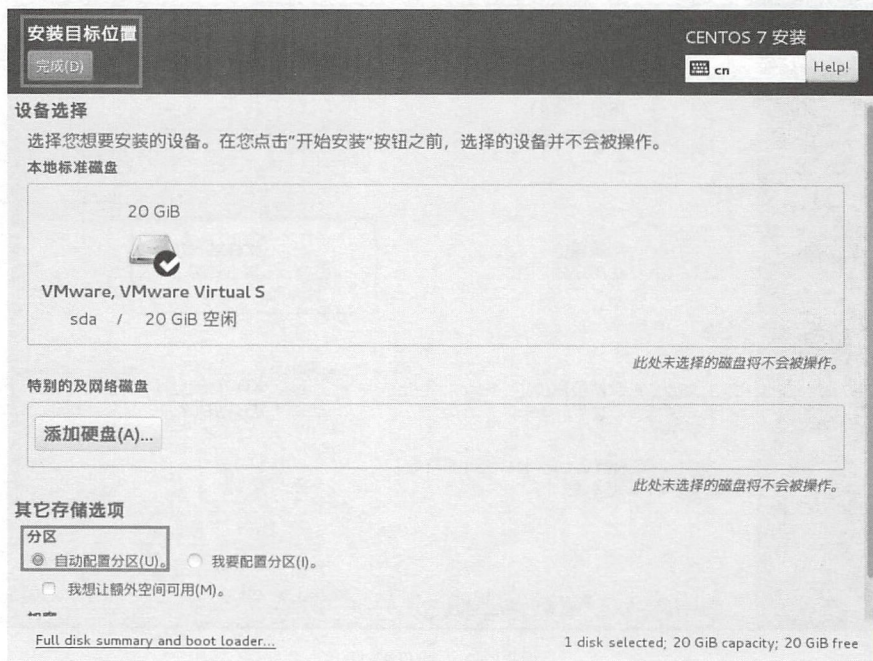 安装目标位置
完成(D)
CENTOS 7 安装
cn
Help!
设备选择
选择您想要安装的设备。在您点击"开始安装"按钮之前，选择的设备并不会被操作。
本地标准磁盘
20 GiB
VMware, VMware Virtual S
sda / 20 GiB 空闲
此处未选择的磁盘将不会被操作。
特别的及网络磁盘
添加硬盘(A)...
此处未选择的磁盘将不会被操作。
其它存储选项
分区
自动配置分区(U)。 我要配置分区(I)。
我想让额外空间可用(M)。
Full disk summary and boot loader...
1 disk selected; 20 GiB capacity; 20 GiB free